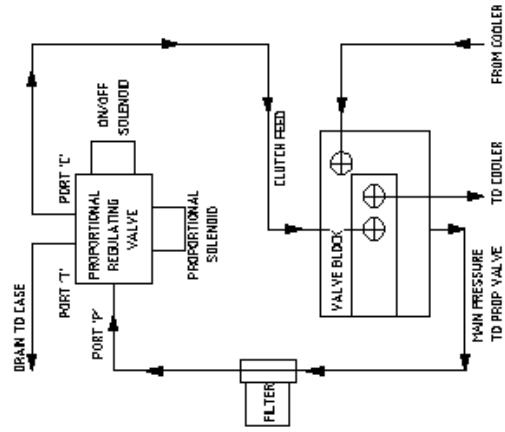 DRAIN TO CASE
PORT 'T'
PORT 'C'
PROPORTIONAL
REGULATING
VALVE
ON/OFF
SOLENOID
PROPORTIONAL
SOLENOID
PORT 'P'
CLUTCH FEED
FILTER
VALVE BLOCK
FROM COOLER
TO COOLER
MAIN PRESSURE
TO PROP VALVE